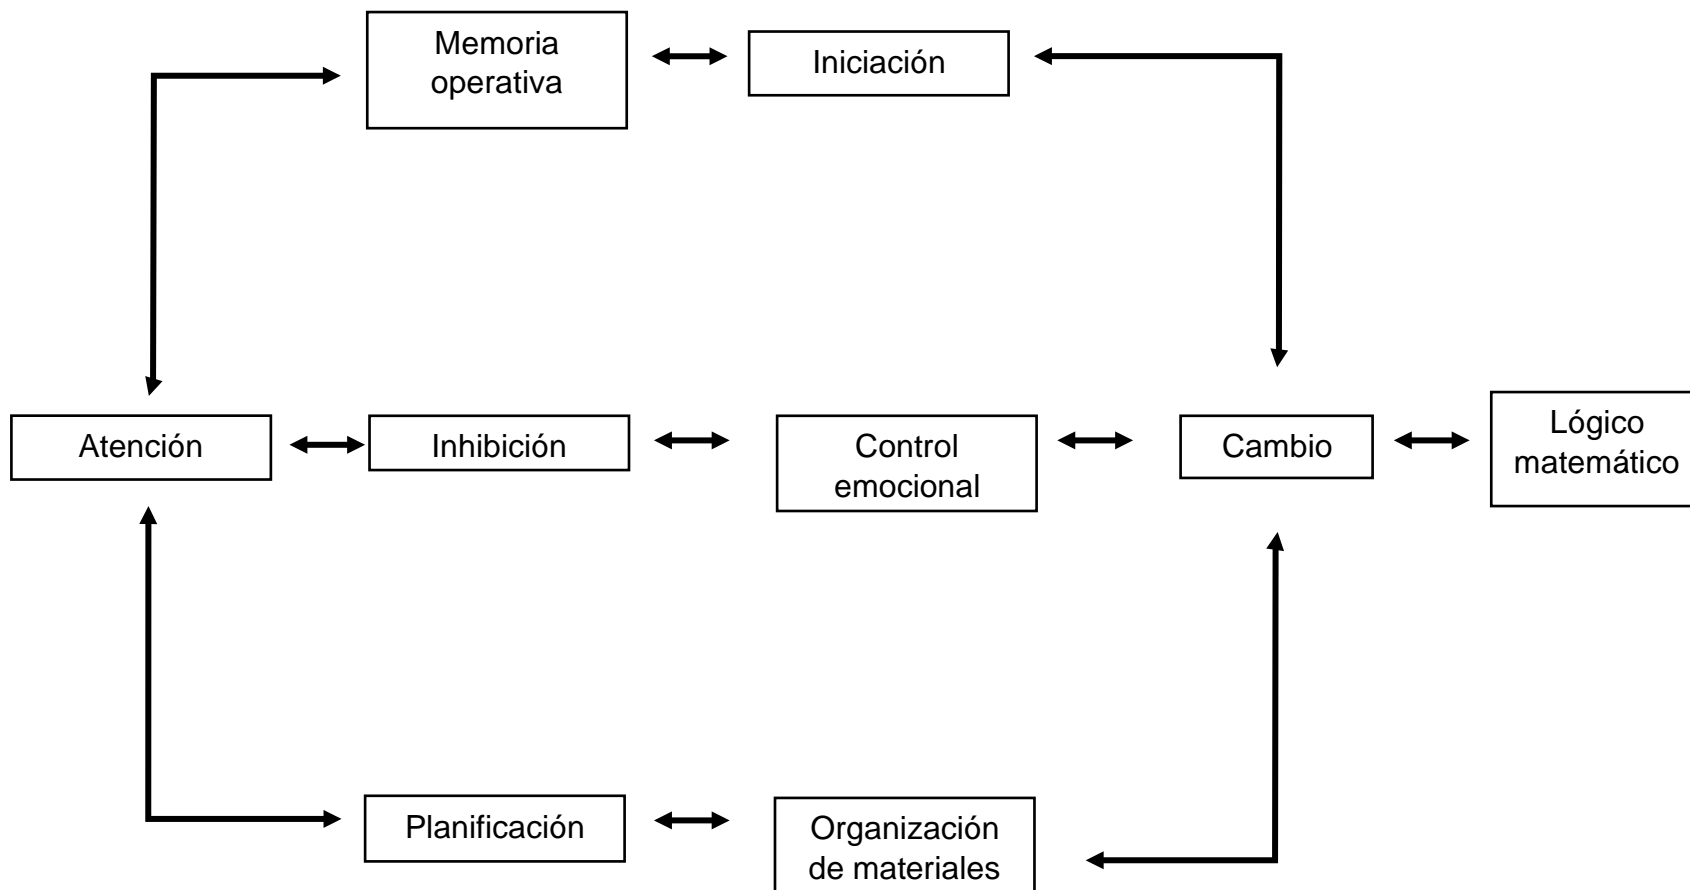 Memoria
operativa
Iniciación
Atención
Inhibición
Control
emocional
Cambio
Lógico
matemático
Planificación
Organización
de materiales